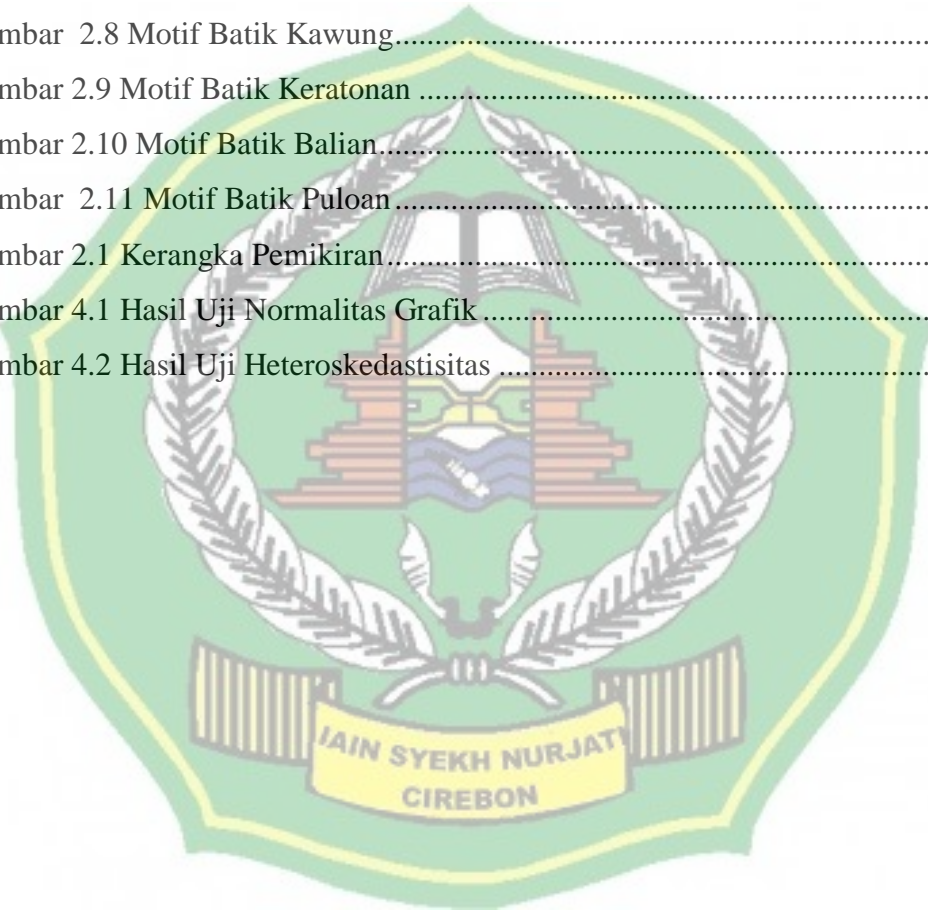 mbar 2.8 Motif Batik Kawung
mbar 2.9 Motif Batik Keratonan
mbar 2.10 Motif Batik Balian
mbar 2.11 Motif Batik Puloan
mbar 2.1 Kerangka Pemikiran
mbar 4.1 Hasil Uji Normalitas Grafik
mbar 4.2 Hasil Uji Heteroskedastisitas
IAIN SYEKH NURJATI
CIREBON